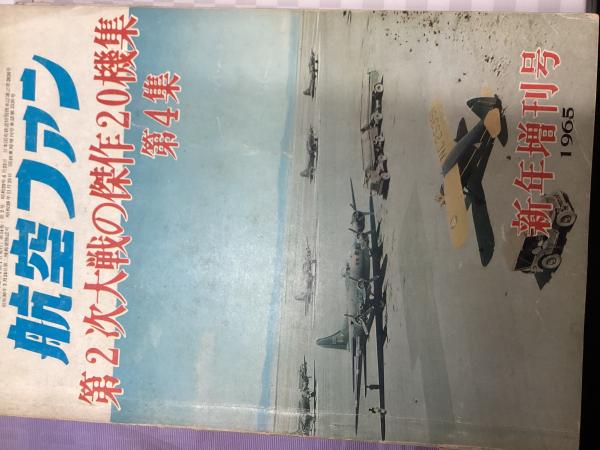 航空ファン
第2次大戦の傑作20機集
第4集
新年増刊号
1965